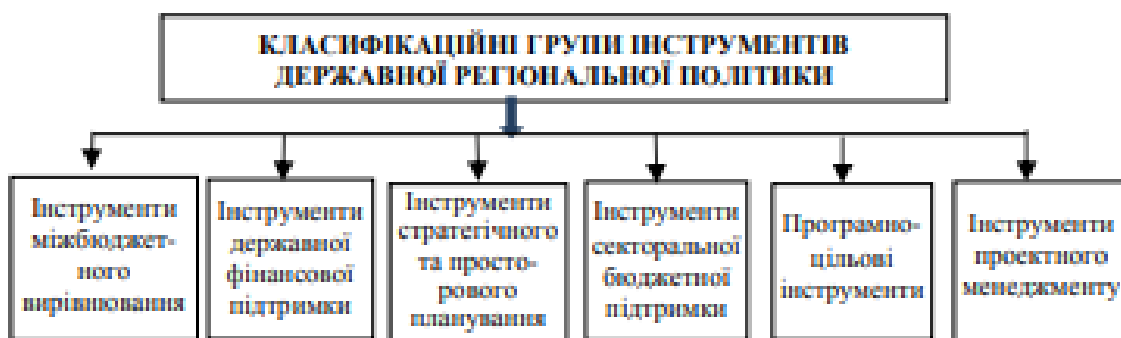 КЛАСИФІКАЦІЙНІ ГРУПИ ІНСТРУМЕНТІВ
ДЕРЖАВНОЇ РЕГІОНАЛЬНОЇ ПОЛІТИКИ
Інструменти
міжбюджет-
ного
вирівнювання
Інструменти
державної
фінансової
підтримки
Інструменти
стратегічного
та просто-
рового
планування
Інструменти
секторальної
бюджетної
підтримки
Програмно-
цільові
інструменти
Інструменти
проектного
менеджменту